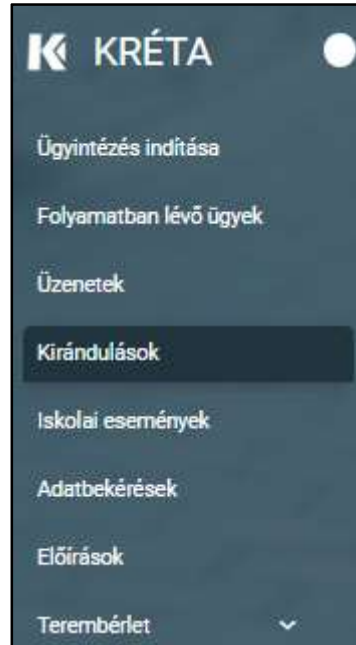 KRÉTA
Ügyintézés indítása
Folyamatban lévő ügyek
Üzenetek
Kirándulások
Iskolai események
Adatbekérések
Előírások
Terembérlet